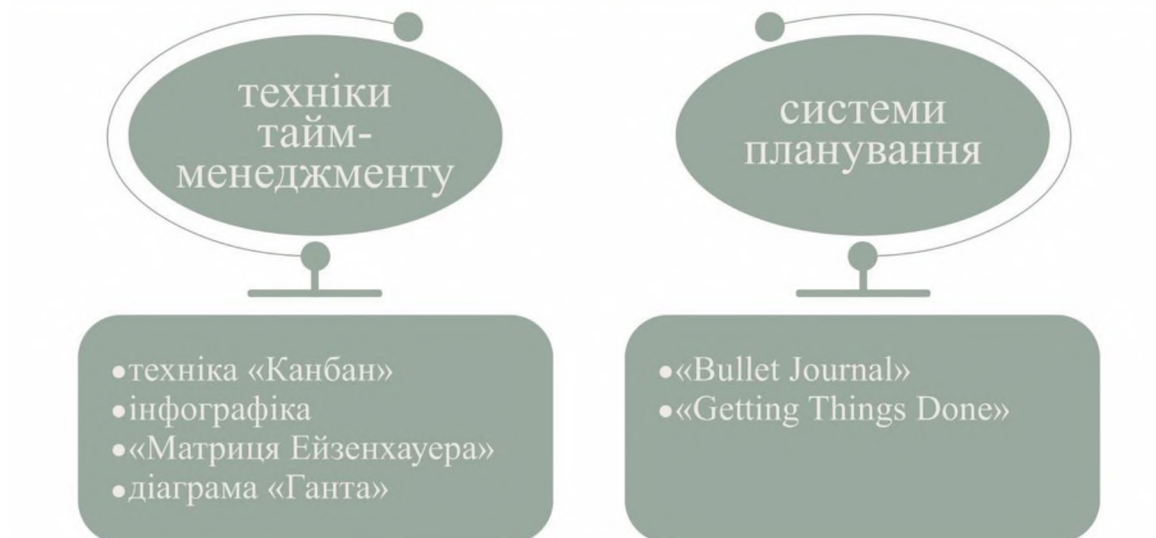 техніки
тайм-
менеджменту
системи
планування
•техніка «Канбан»
•інфографіка
•«Матриця Ейзенхауера»
•діаграма «Ганта»
•«Bullet Journal»
•«Getting Things Done»